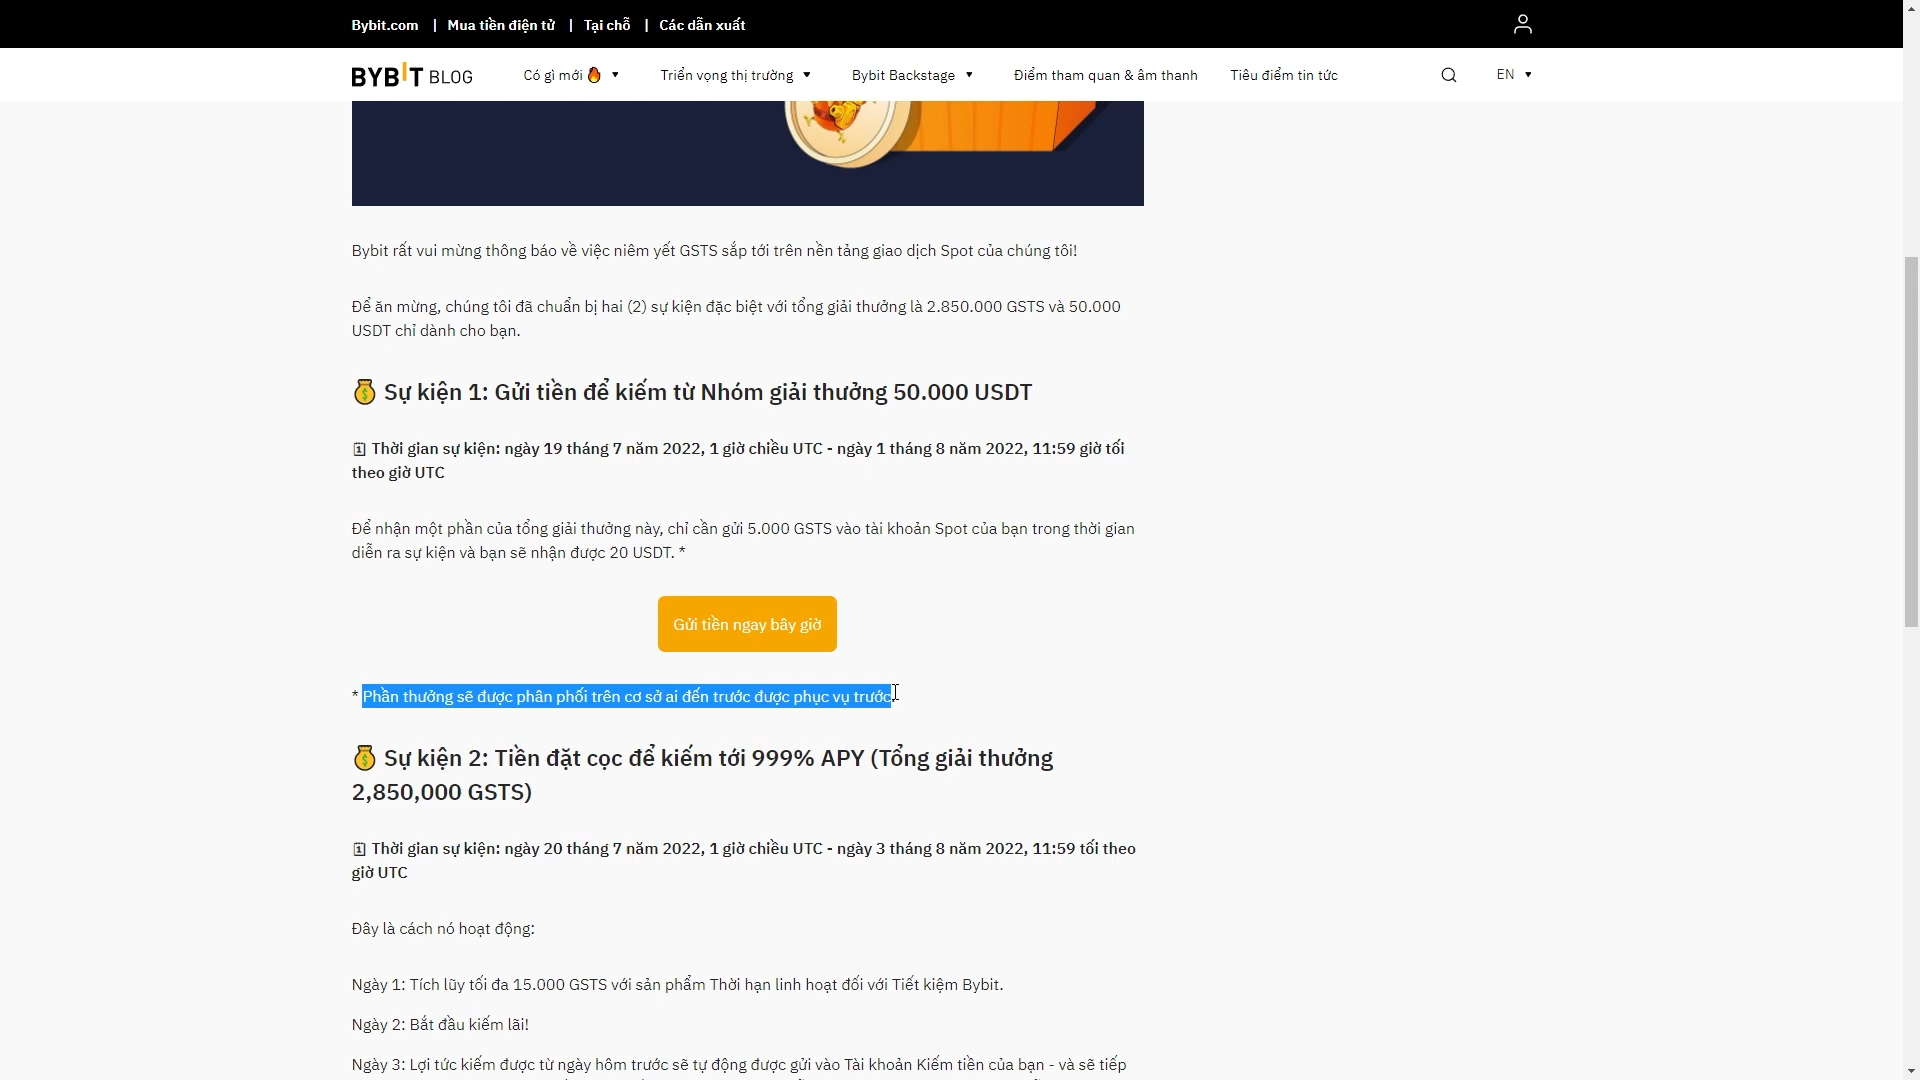 Bybit.com | Mua tiền điện tử | Tại chỗ | Các dẫn xuất
BYBIT BLOG Có gì mới 🔥 ▼ Triển vọng thị trường ▼ Bybit Backstage ▼ Điểm tham quan & âm thanh Tiêu điểm tin tức EN ▼
Bybit rất vui mừng thông báo về việc niêm yết GSTS sắp tới trên nền tảng giao dịch Spot của chúng tôi!
Để ăn mừng, chúng tôi đã chuẩn bị hai (2) sự kiện đặc biệt với tổng giải thưởng là 2.850.000 GSTS và 50.000
USDT chỉ dành cho bạn.
💰 Sự kiện 1: Gửi tiền để kiếm từ Nhóm giải thưởng 50.000 USDT
🗓 Thời gian sự kiện: ngày 19 tháng 7 năm 2022, 1 giờ chiều UTC - ngày 1 tháng 8 năm 2022, 11:59 giờ tối
theo giờ UTC
Để nhận một phần của tổng giải thưởng này, chỉ cần gửi 5.000 GSTS vào tài khoản Spot của bạn trong thời gian
diễn ra sự kiện và bạn sẽ nhận được 20 USDT. *
Gửi tiền ngay bây giờ
* Phần thưởng sẽ được phân phối trên cơ sở ai đến trước được phục vụ trước.
💰 Sự kiện 2: Tiền đặt cọc để kiếm tới 999% APY (Tổng giải thưởng
2,850,000 GSTS)
🗓 Thời gian sự kiện: ngày 20 tháng 7 năm 2022, 1 giờ chiều UTC - ngày 3 tháng 8 năm 2022, 11:59 tối theo
giờ UTC
Đây là cách nó hoạt động:
Ngày 1: Tích lũy tối đa 15.000 GSTS với sản phẩm Thời hạn linh hoạt đối với Tiết kiệm Bybit.
Ngày 2: Bắt đầu kiếm lãi!
Ngày 3: Lợi tức kiếm được từ ngày hôm trước sẽ tự động được gửi vào Tài khoản Kiếm tiền của bạn - và sẽ tiếp